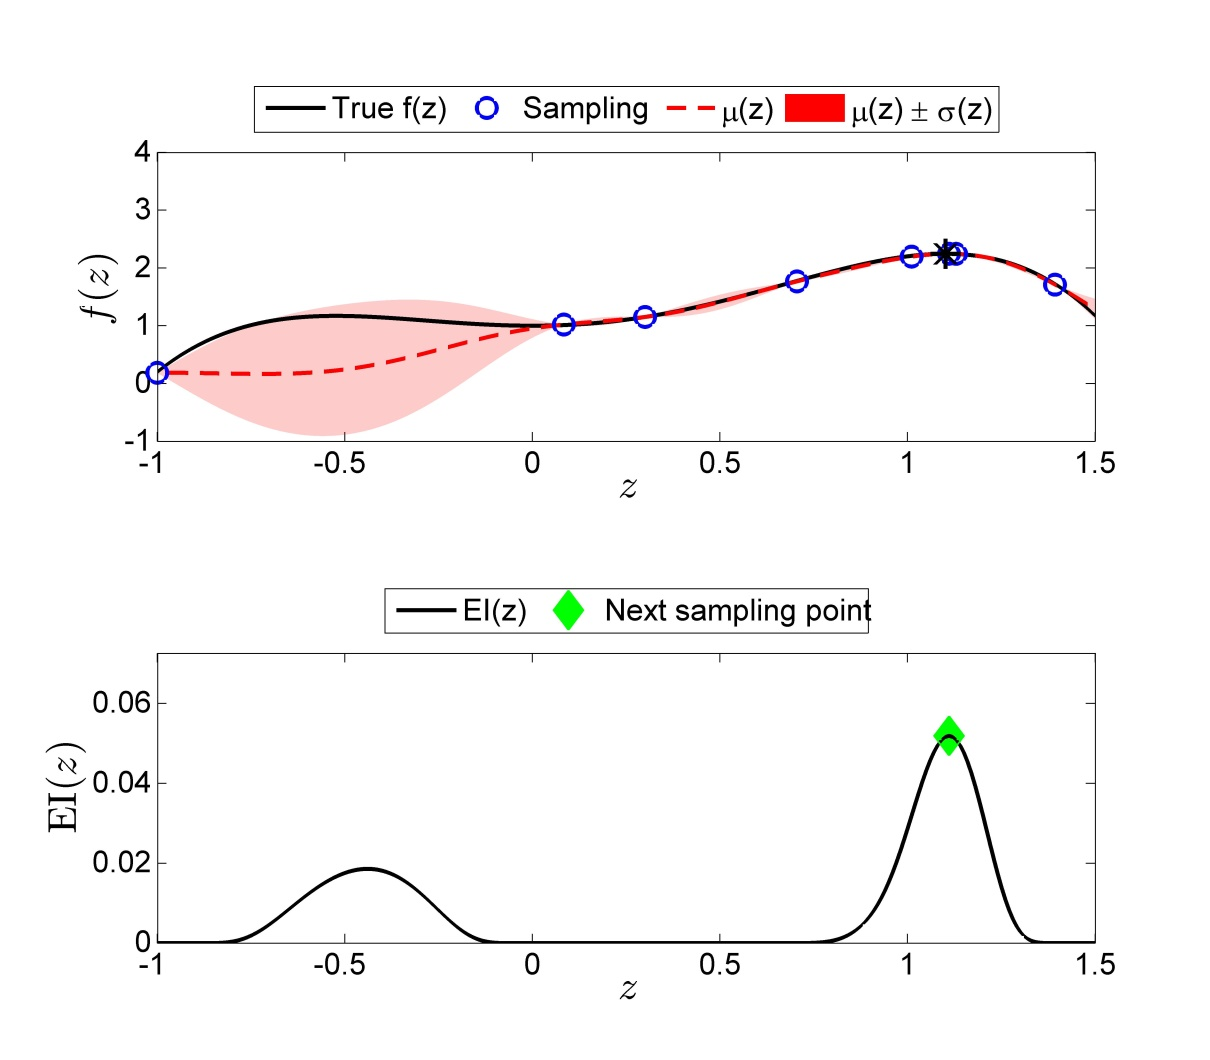 True f(z) Sampling μ(z) μ(z) ± σ(z)
4
3
2
1
0
-1
f(z)
-1 -0.5 0 0.5 1 1.5
z
EI(z) Next sampling point
0.06
0.04
0.02
0
EI(z)
-1 -0.5 0 0.5 1 1.5
z